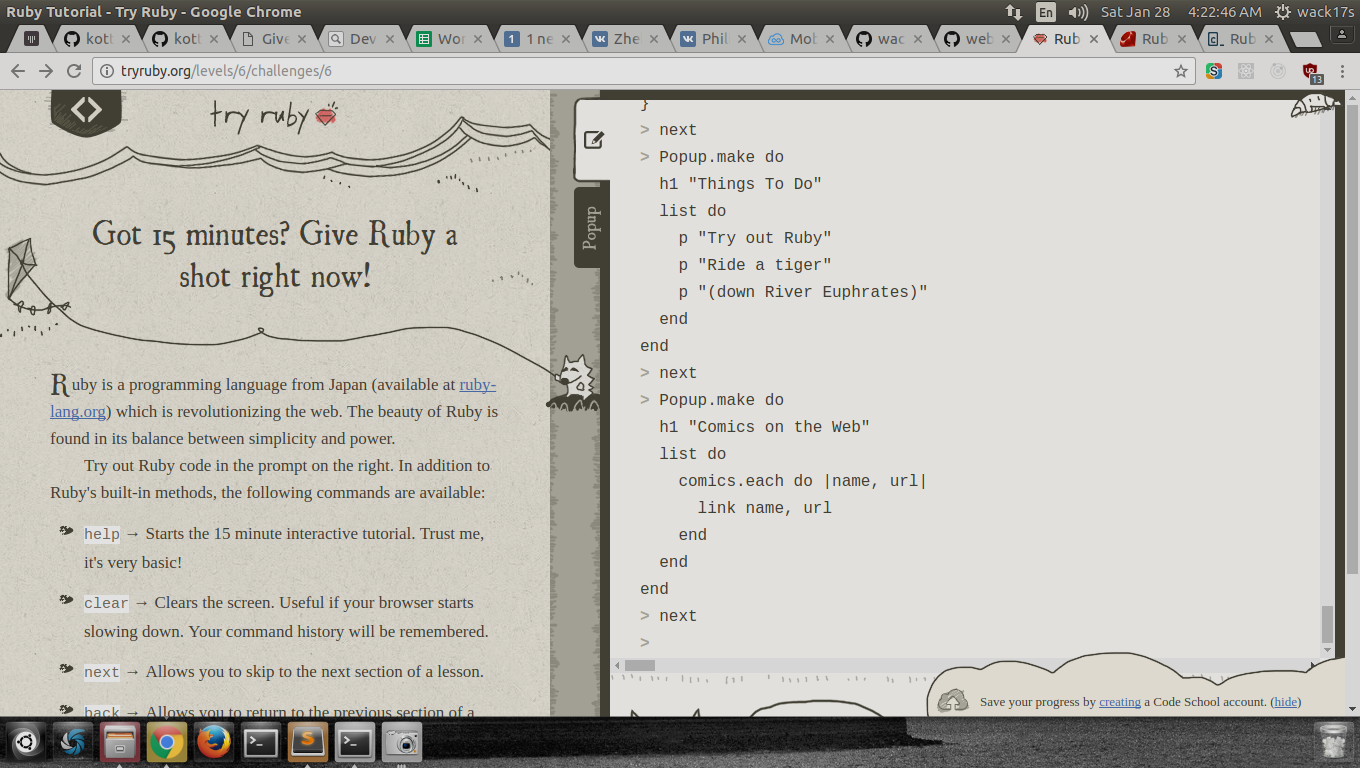 Ruby Tutorial - Try Ruby - Google Chrome
En
Sat Jan 28
4:22:46 AM
wack17s
kott
kott
Give
Dev
Wor
1 ne
Zhe
Phil
Mob
wac
web
Rub
Rub
Rub
tryruby.org/levels/6/challenges/6
13
try ruby
Got 15 minutes? Give Ruby a
shot right now!
Ruby is a programming language from Japan (available at ruby-
lang.org) which is revolutionizing the web. The beauty of Ruby is
found in its balance between simplicity and power.
Try out Ruby code in the prompt on the right. In addition to
Ruby's built-in methods, the following commands are available:
help → Starts the 15 minute interactive tutorial. Trust me,
it's very basic!
clear → Clears the screen. Useful if your browser starts
slowing down. Your command history will be remembered.
next → Allows you to skip to the next section of a lesson.
back → Allows you to return to the previous section of a
Popup
}
> next
> Popup.make do
h1 "Things To Do"
list do
p "Try out Ruby"
p "Ride a tiger"
p "(down River Euphrates)"
end
end
> next
> Popup.make do
h1 "Comics on the Web"
list do
comics.each do |name, url|
link name, url
end
end
end
> next
>
Save your progress by creating a Code School account. (hide)